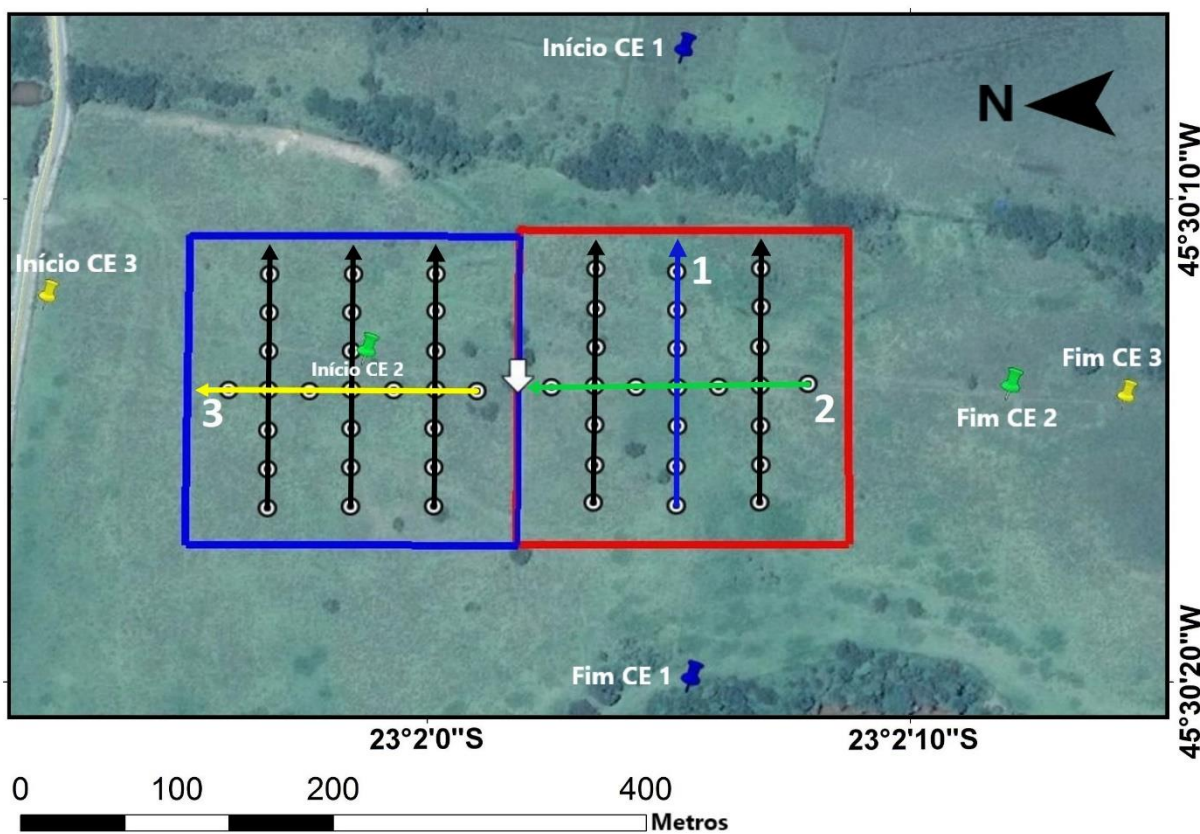 Início CE 1
N
45°30'10"W
Início CE 3
1
Início CE 2
Fim CE 3
3
2
Fim CE 2
Fim CE 1
45°30'20"W
23°2'0"S
23°2'10"S
0 100 200 400
Metros